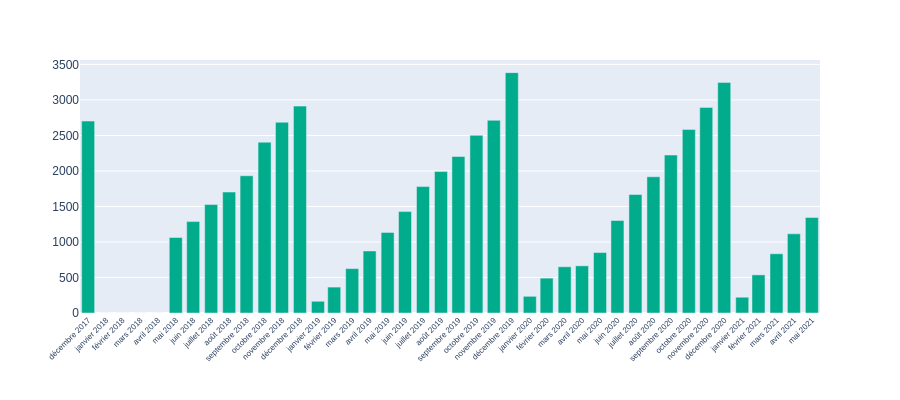 3500
3000
2500
2000
1500
1000
500
0
décembre 2017
janvier 2018
février 2018
mars 2018
avril 2018
mai 2018
juin 2018
juillet 2018
août 2018
septembre 2018
octobre 2018
novembre 2018
décembre 2018
janvier 2019
février 2019
mars 2019
avril 2019
mai 2019
juin 2019
juillet 2019
août 2019
septembre 2019
octobre 2019
novembre 2019
décembre 2019
janvier 2020
février 2020
mars 2020
avril 2020
mai 2020
juin 2020
juillet 2020
août 2020
septembre 2020
octobre 2020
novembre 2020
décembre 2020
janvier 2021
février 2021
mars 2021
avril 2021
mai 2021